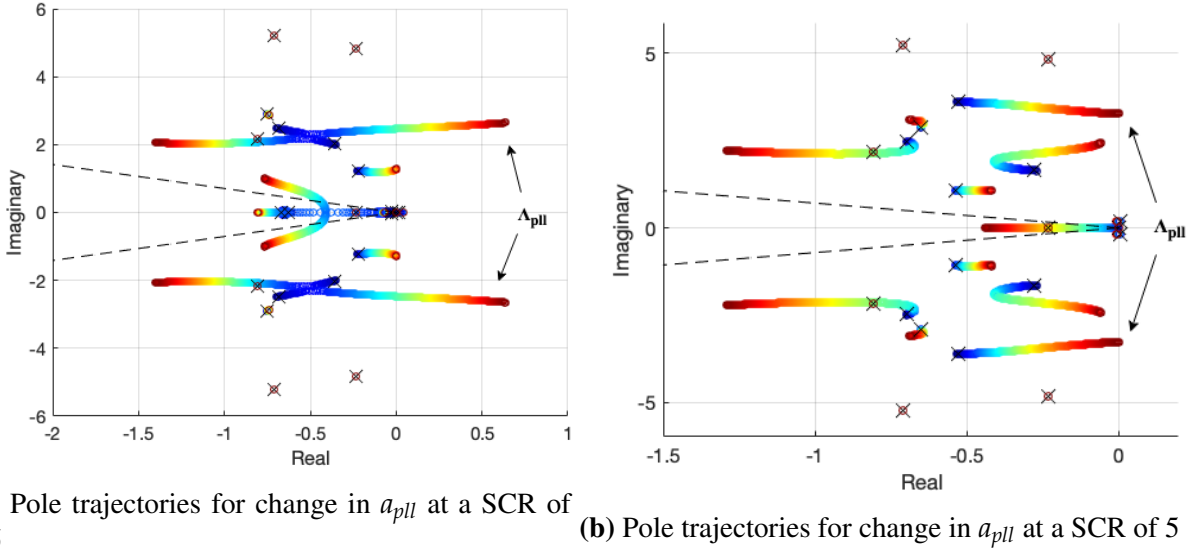 6
4
2
0
-2
-4
-6
Imaginary
-2
-1.5
-1
-0.5
0
0.5
1
Real
Λpll
Pole trajectories for change in apll at a SCR of
5
0
-5
Imaginary
-1.5
-1
-0.5
0
Real
Λpll
(b) Pole trajectories for change in apll at a SCR of 5